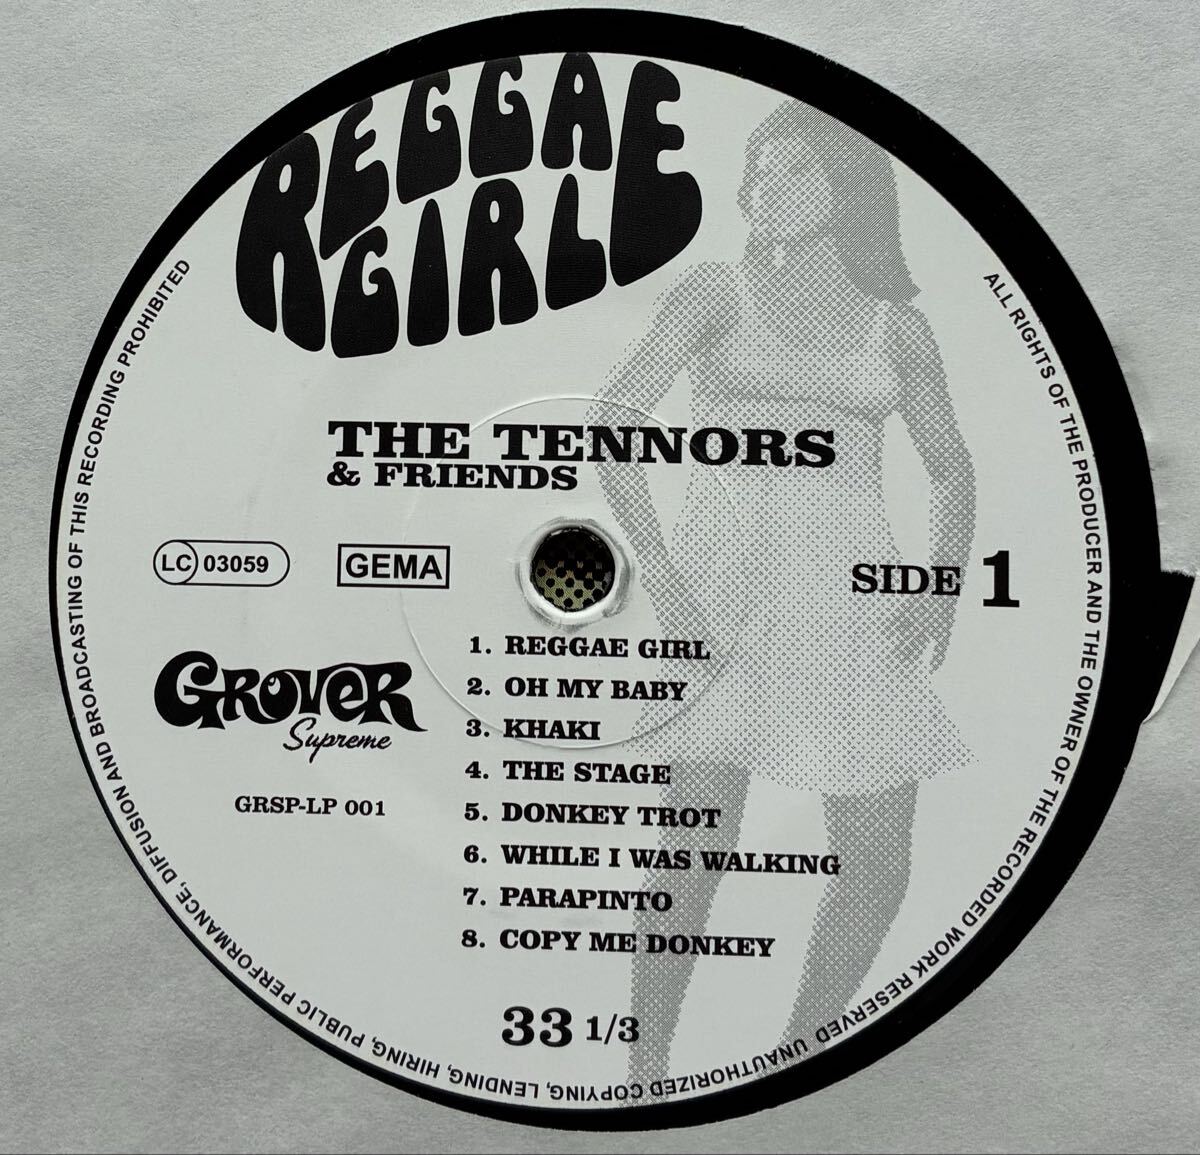 REGGAE
GIRL
THE TENNORS
& FRIENDS
LC 03059
GEMA
SIDE 1
GROVER
Supreme
GRSP-LP 001
1. REGGAE GIRL
2. OH MY BABY
3. KHAKI
4. THE STAGE
5. DONKEY TROT
6. WHILE I WAS WALKING
7. PARAPINTO
8. COPY ME DONKEY
33 1/3
ALL RIGHTS OF THE PRODUCER AND THE OWNER OF THE RECORDED WORK RESERVED UNAUTHORIZED COPYING, LENDING, HIRING, PUBLIC PERFORMANCE, DIFFUSION AND BROADCASTING OF THIS RECORDING PROHIBITED